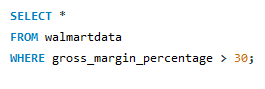 SELECT *
FROM walmartdata
WHERE gross_margin_percentage > 30;